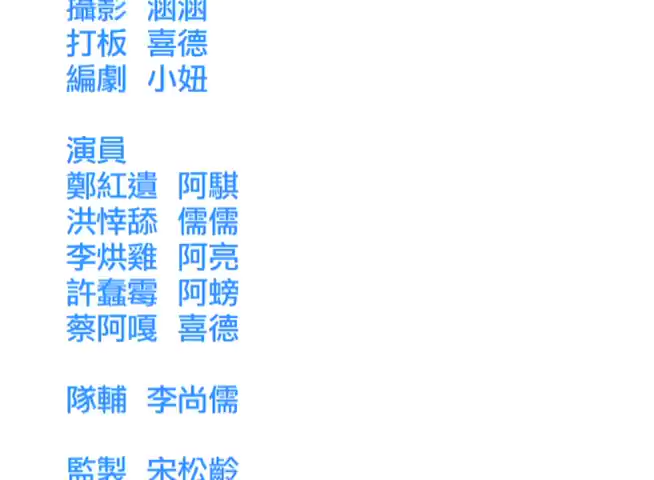 攝影 涵涵
打板 喜德
編劇 小妞
演員
鄭紅遺 阿騏
洪悻舔 儒儒
李烘雞 阿亮
許蠢霉 阿螃
蔡阿嘎 喜德
隊輔 李尚儒
監製 宋松齡